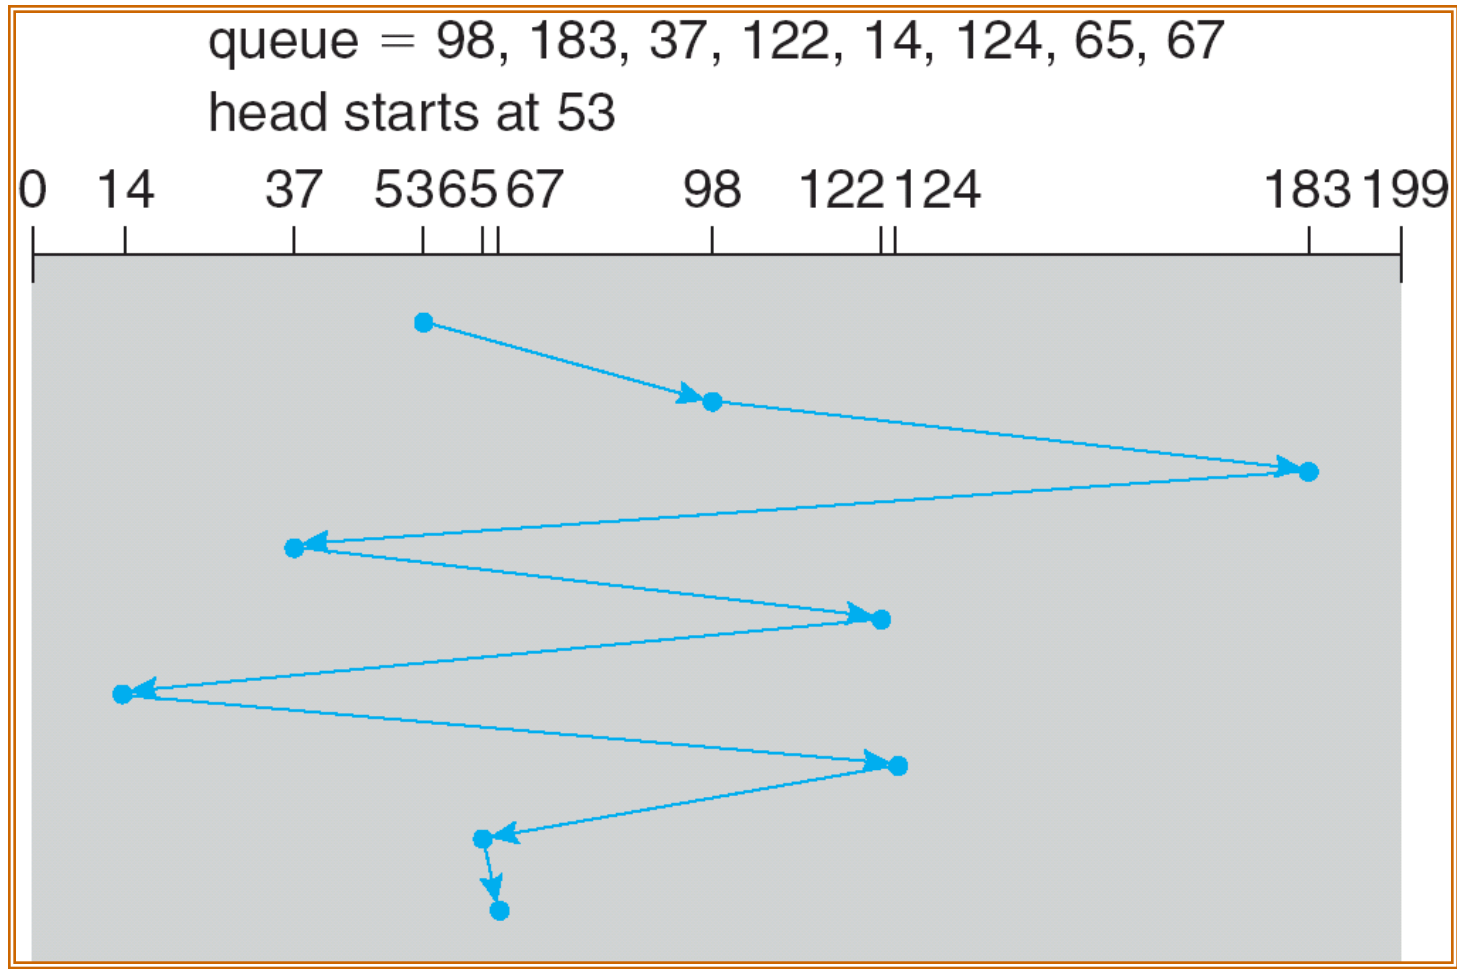 queue = 98, 183, 37, 122, 14, 124, 65, 67
head starts at 53
0 14 37 53 65 67 98 122 124 183 199